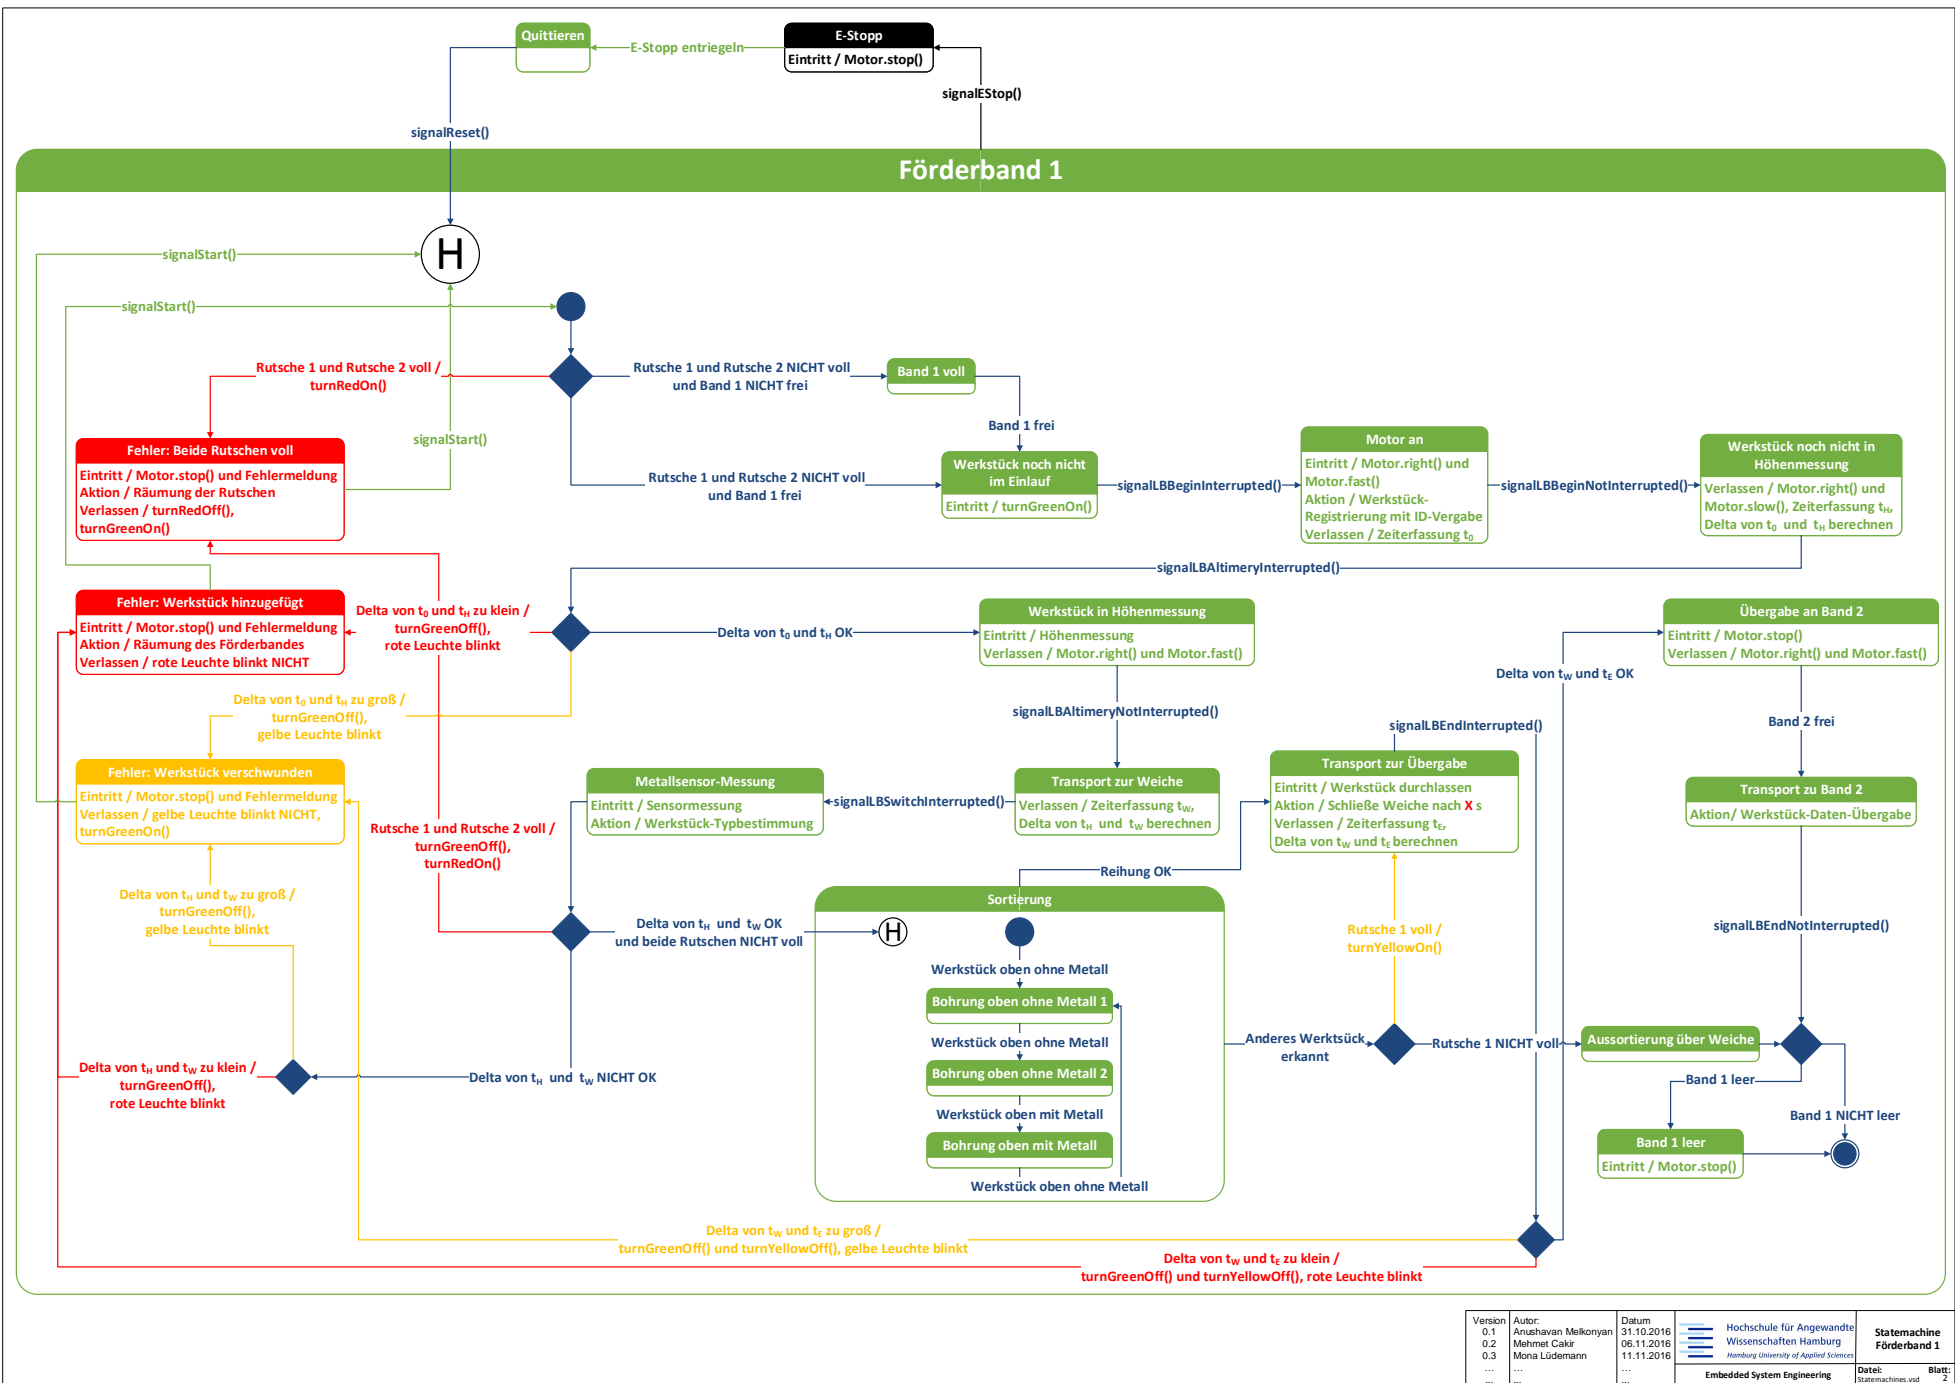 Quittieren
E-Stopp entriegeln
E-Stopp
Eintritt / Motor.stop()
signalEStop()
signalReset()
Förderband 1
H
signalStart()
signalStart()
Rutsche 1 und Rutsche 2 voll /
turnRedOn()
Rutsche 1 und Rutsche 2 NICHT voll
und Band 1 NICHT frei
Band 1 voll
Band 1 frei
signalStart()
Fehler: Beide Rutschen voll
Eintritt / Motor.stop() und Fehlermeldung
Aktion / Räumung der Rutschen
Verlassen / turnRedOff(),
turnGreenOn()
Rutsche 1 und Rutsche 2 NICHT voll
und Band 1 frei
Werkstück noch nicht
im Einlauf
Eintritt / turnGreenOn()
signalLBBeginInterrupted()
Motor an
Eintritt / Motor.right() und
Motor.fast()
Aktion / Werkstück-
Registrierung mit ID-Vergabe
Verlassen / Zeiterfassung t0
signalLBBeginNotInterrupted()
Werkstück noch nicht in
Höhenmessung
Verlassen / Motor.right() und
Motor.slow(), Zeiterfassung tH,
Delta von t0 und tH berechnen
signalLBAltimeryInterrupted()
Fehler: Werkstück hinzugefügt
Eintritt / Motor.stop() und Fehlermeldung
Aktion / Räumung des Förderbandes
Verlassen / rote Leuchte blinkt NICHT
Delta von t0 und tH zu klein /
turnGreenOff(),
rote Leuchte blinkt
Delta von t0 und tH OK
Werkstück in Höhenmessung
Eintritt / Höhenmessung
Verlassen / Motor.right() und Motor.fast()
Übergabe an Band 2
Eintritt / Motor.stop()
Verlassen / Motor.right() und Motor.fast()
Delta von tW und tE OK
Delta von t0 und tH zu groß /
turnGreenOff(),
gelbe Leuchte blinkt
signalLBAltimeryNotInterrupted()
signalLBEndInterrupted()
Band 2 frei
Fehler: Werkstück verschwunden
Eintritt / Motor.stop() und Fehlermeldung
Verlassen / gelbe Leuchte blinkt NICHT,
turnGreenOn()
Rutsche 1 und Rutsche 2 voll /
turnGreenOff(),
turnRedOn()
Metallsensor-Messung
Eintritt / Sensormessung
Aktion / Werkstück-Typbestimmung
signalLBSwitchInterrupted()
Transport zur Weiche
Verlassen / Zeiterfassung tW,
Delta von tH und tW berechnen
Transport zur Übergabe
Eintritt / Werkstück durchlassen
Aktion / Schließe Weiche nach X s
Verlassen / Zeiterfassung tE,
Delta von tW und tE berechnen
Transport zu Band 2
Aktion/ Werkstück-Daten-Übergabe
Reihung OK
Delta von tH und tW zu groß /
turnGreenOff(),
gelbe Leuchte blinkt
Delta von tH und tW OK
und beide Rutschen NICHT voll
Sortierung
H
Werkstück oben ohne Metall
Bohrung oben ohne Metall 1
Werkstück oben ohne Metall
Bohrung oben ohne Metall 2
Werkstück oben mit Metall
Bohrung oben mit Metall
Werkstück oben ohne Metall
Rutsche 1 voll /
turnYellowOn()
signalLBEndNotInterrupted()
Anderes Werktsück
erkannt
Rutsche 1 NICHT voll
Aussortierung über Weiche
Band 1 leer
Band 1 NICHT leer
Band 1 leer
Eintritt / Motor.stop()
Delta von tH und tW zu klein /
turnGreenOff(),
rote Leuchte blinkt
Delta von tH und tW NICHT OK
Delta von tW und tE zu groß /
turnGreenOff() und turnYellowOff(), gelbe Leuchte blinkt
Delta von tW und tE zu klein /
turnGreenOff() und turnYellowOff(), rote Leuchte blinkt
Version Autor: Datum
0.1 Anushavan Melkonyan 31.10.2016
0.2 Mehmet Cakir 06.11.2016
0.3 Mona Lüdemann 11.11.2016
... ... ...
... ... ...
Hochschule für Angewandte
Wissenschaften Hamburg
Hamburg University of Applied Sciences
Embedded System Engineering
Statemachine
Förderband 1
Datei: Blatt:
Statemachines.vsd 2